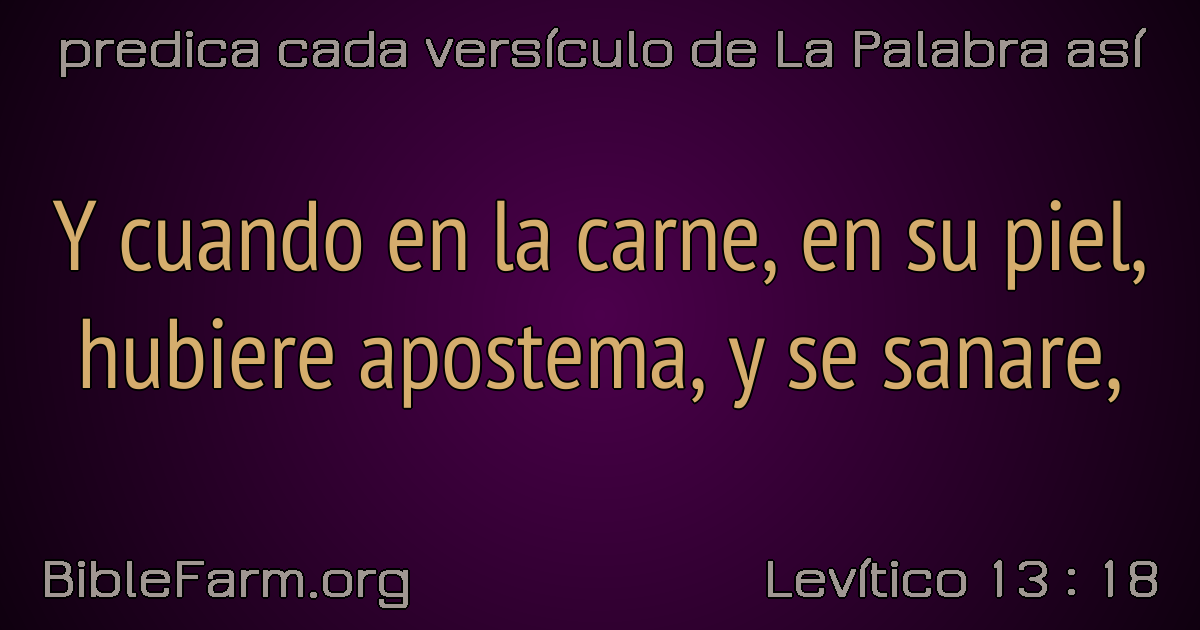 predica cada versículo de La Palabra así
Y cuando en la carne, en su piel,
hubiere apostema, y se sanare,
BibleFarm.org
Levítico 13 : 18